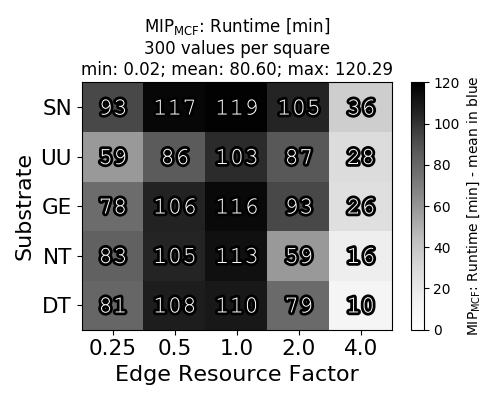 MIP_MCF: Runtime [min]
300 values per square
min: 0.02; mean: 80.60; max: 120.29
SN 93 117 119 105 36
UU 59 86 103 87 28
GE 78 106 116 93 26
NT 83 105 113 59 16
DT 81 108 110 79 10
0.25 0.5 1.0 2.0 4.0
Edge Resource Factor
Substrate
120
100
80
60
40
20
0
MIP_MCF: Runtime [min] - mean in blue